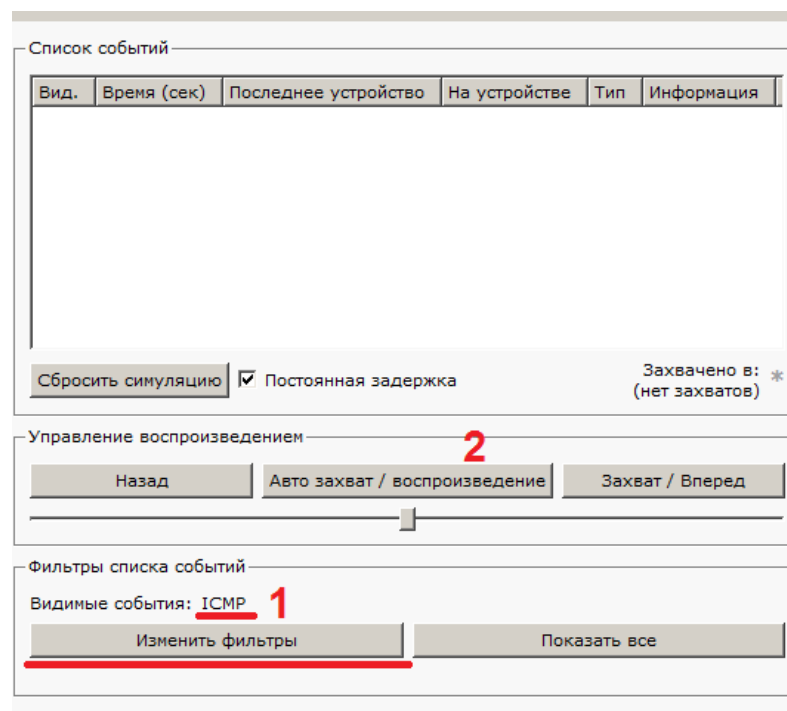 Список событий
Вид. Время (сек) Последнее устройство На устройстве Тип Информация
Сбросить симуляцию Постоянная задержка Захвачено в: *
(нет захватов)
Управление воспроизведением
2
Назад Авто захват / воспроизведение Захват / Вперед
Фильтры списка событий
Видимые события: ICMP 1
Изменить фильтры Показать все